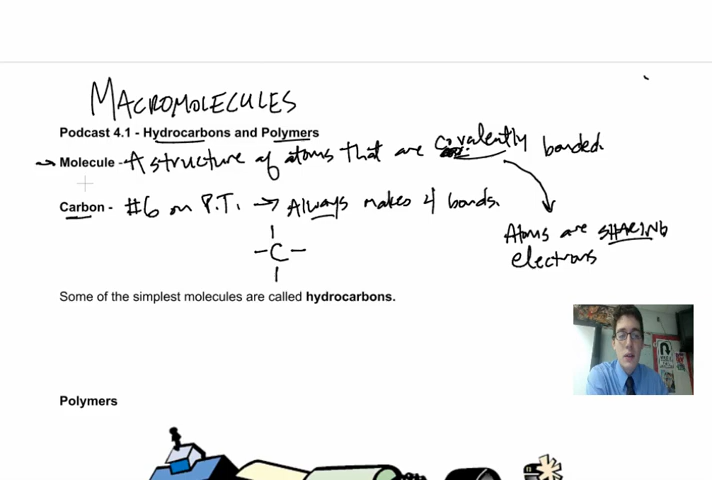 MACROMOLECULES
Podcast 4.1 - Hydrocarbons and Polymers
Molecule - A structure of atoms that are covalently bonded.
Carbon - #6 on P.T. → Always makes 4 bonds.
Atoms are SHARING
electrons
C
Some of the simplest molecules are called hydrocarbons.
Polymers